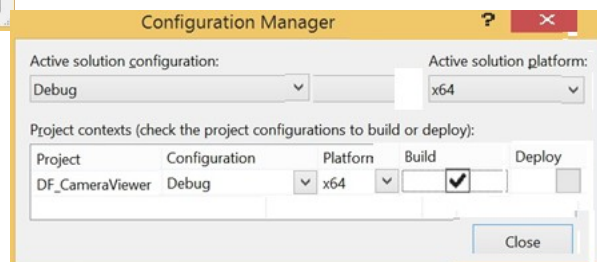 Configuration Manager ?
Active solution configuration: Active solution platform:
Debug x64
Project contexts (check the project configurations to build or deploy):
Project Configuration Platform Build Deploy
DF_CameraViewer Debug x64
Close